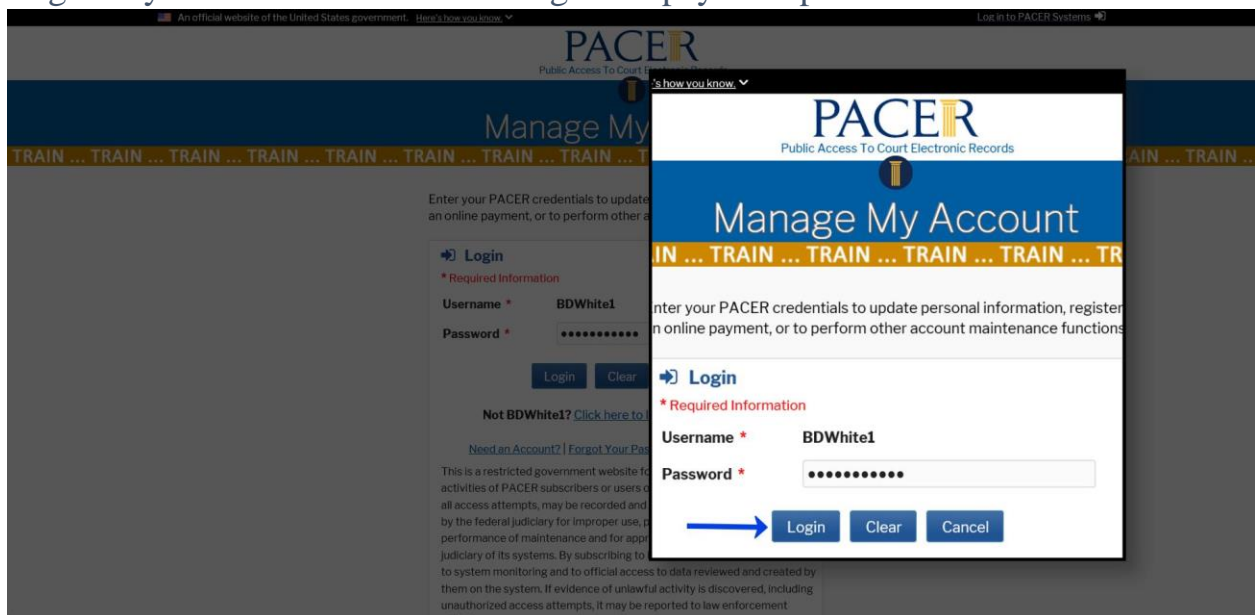 An official website of the United States government. Here's how you know.
Log in to PACER Systems
PACER
Public Access To Court Electronic Records
Manage My
TRAIN ... TRAIN ... TRAIN ... TRAIN ... TRAIN ... TRAIN ... TRAIN ... TRAIN ... T
AIN ... TRAIN ..
Enter your PACER credentials to update
an online payment, or to perform other a
Login
* Required Information
Username * BDWhite1
Password * •••••••••••
Login Clear
Not BDWhite1? Click here to l
Need an Account? | Forgot Your Pas
This is a restricted government website fo
activities of PACER subscribers or users o
all access attempts, may be recorded and
by the federal judiciary for improper use, p
performance of maintenance and for appr
judiciary of its systems. By subscribing to
to system monitoring and to official access to data reviewed and created by
them on the system. If evidence of unlawful activity is discovered, including
unauthorized access attempts, it may be reported to law enforcement
's how you know.
PACER
Public Access To Court Electronic Records
Manage My Account
IN ... TRAIN ... TRAIN ... TRAIN ... TRAIN ... TR
nter your PACER credentials to update personal information, register
n online payment, or to perform other account maintenance functions
Login
* Required Information
Username * BDWhite1
Password * •••••••••••
Login Clear Cancel